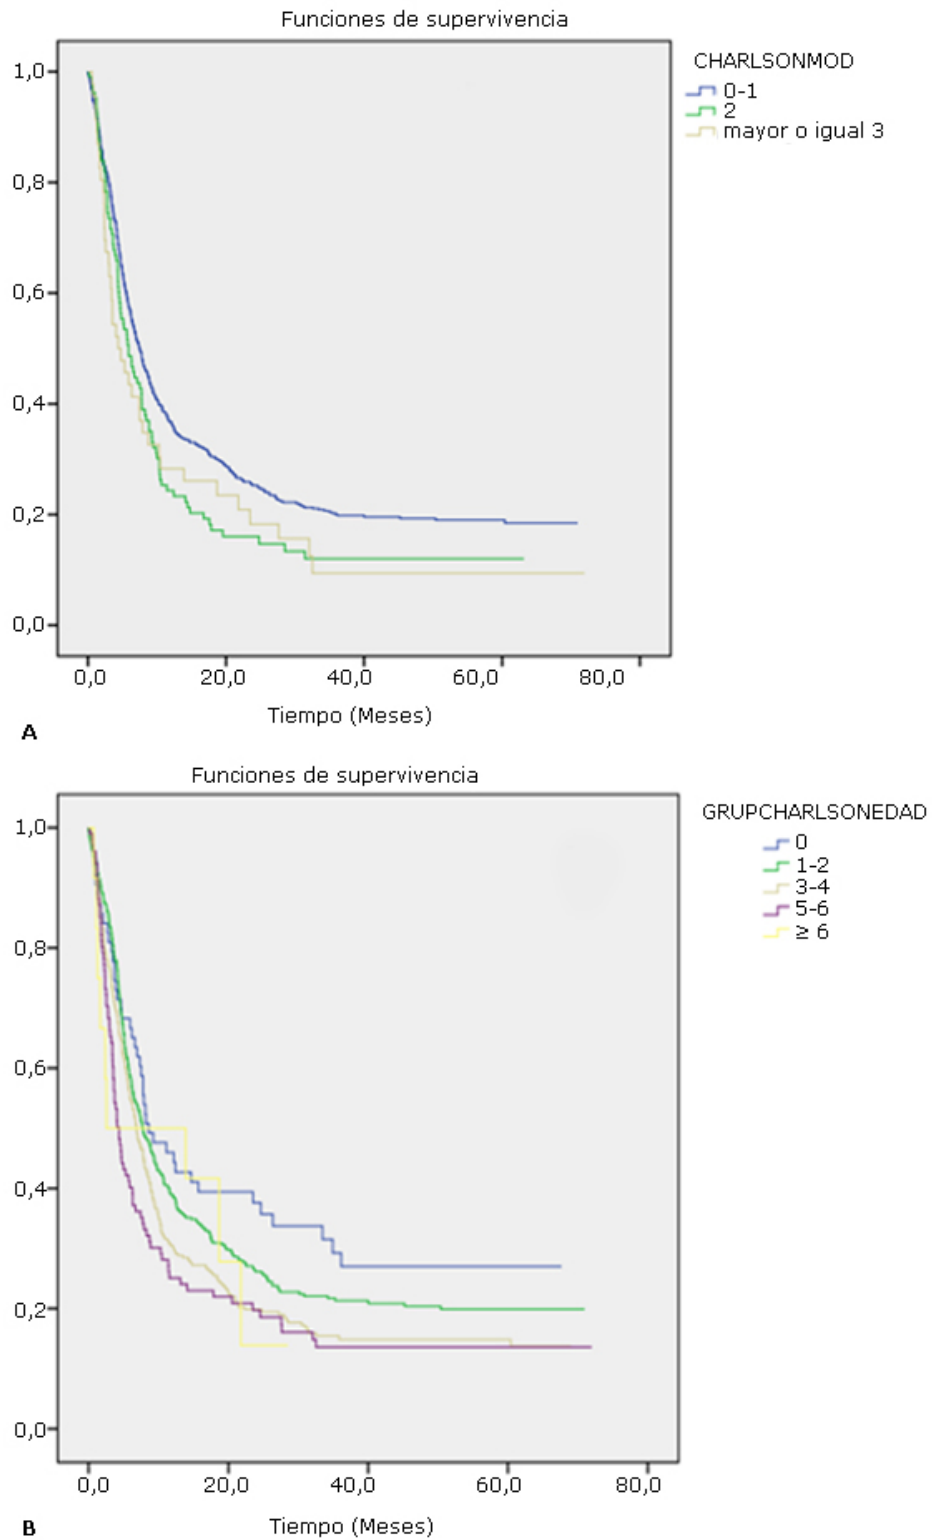 Funciones de supervivencia
CHARLSONMOD
0-1
2
mayor o igual 3
1,0
0,8
0,6
0,4
0,2
0,0
0,0 20,0 40,0 60,0 80,0
Tiempo (Meses)
A
Funciones de supervivencia
GRUPCHARLSONEDAD
0
1-2
3-4
5-6
≥ 6
1,0
0,8
0,6
0,4
0,2
0,0
0,0 20,0 40,0 60,0 80,0
Tiempo (Meses)
B